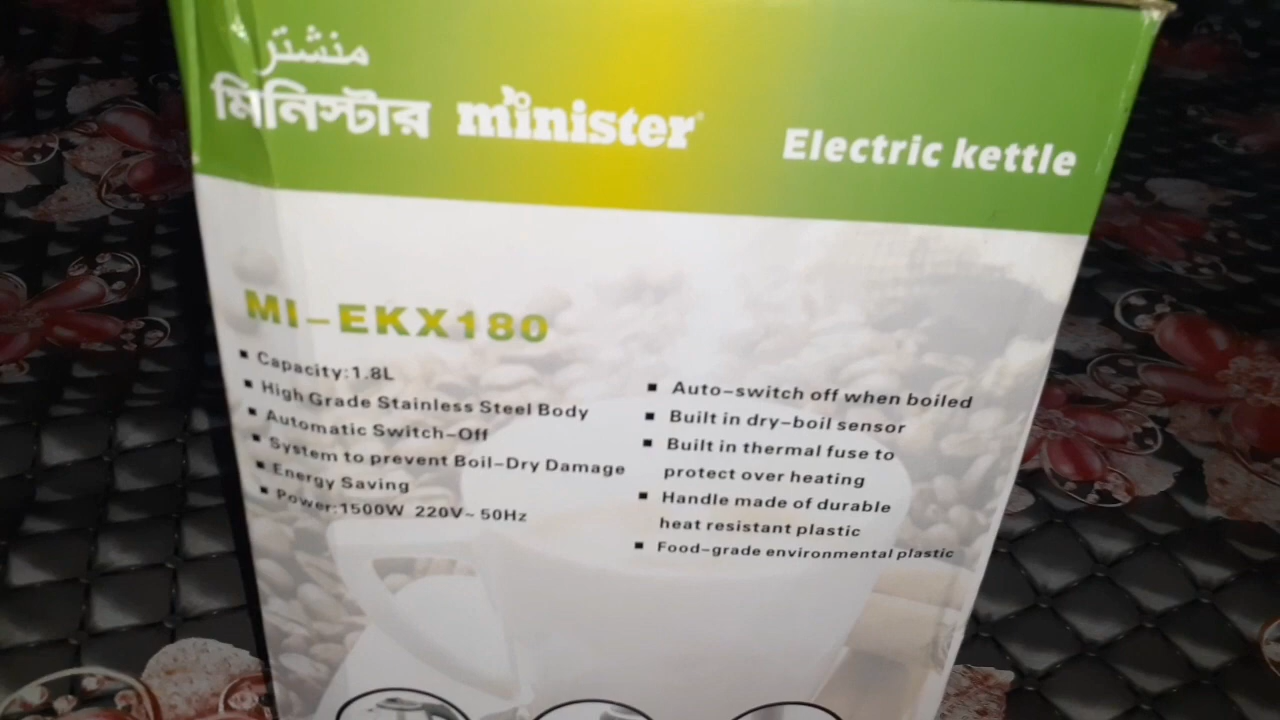 منشتر
মিনিস্টার minister Electric kettle
MI-EKX180
▪ Capacity:1.8L
▪ High Grade Stainless Steel Body
▪ Automatic Switch-Off
▪ System to prevent Boil-Dry Damage
▪ Energy Saving
▪ Power:1500W 220V~ 50Hz
▪ Auto-switch off when boiled
▪ Built in dry-boil sensor
▪ Built in thermal fuse to
protect over heating
▪ Handle made of durable
heat resistant plastic
▪ Food-grade environmental plastic